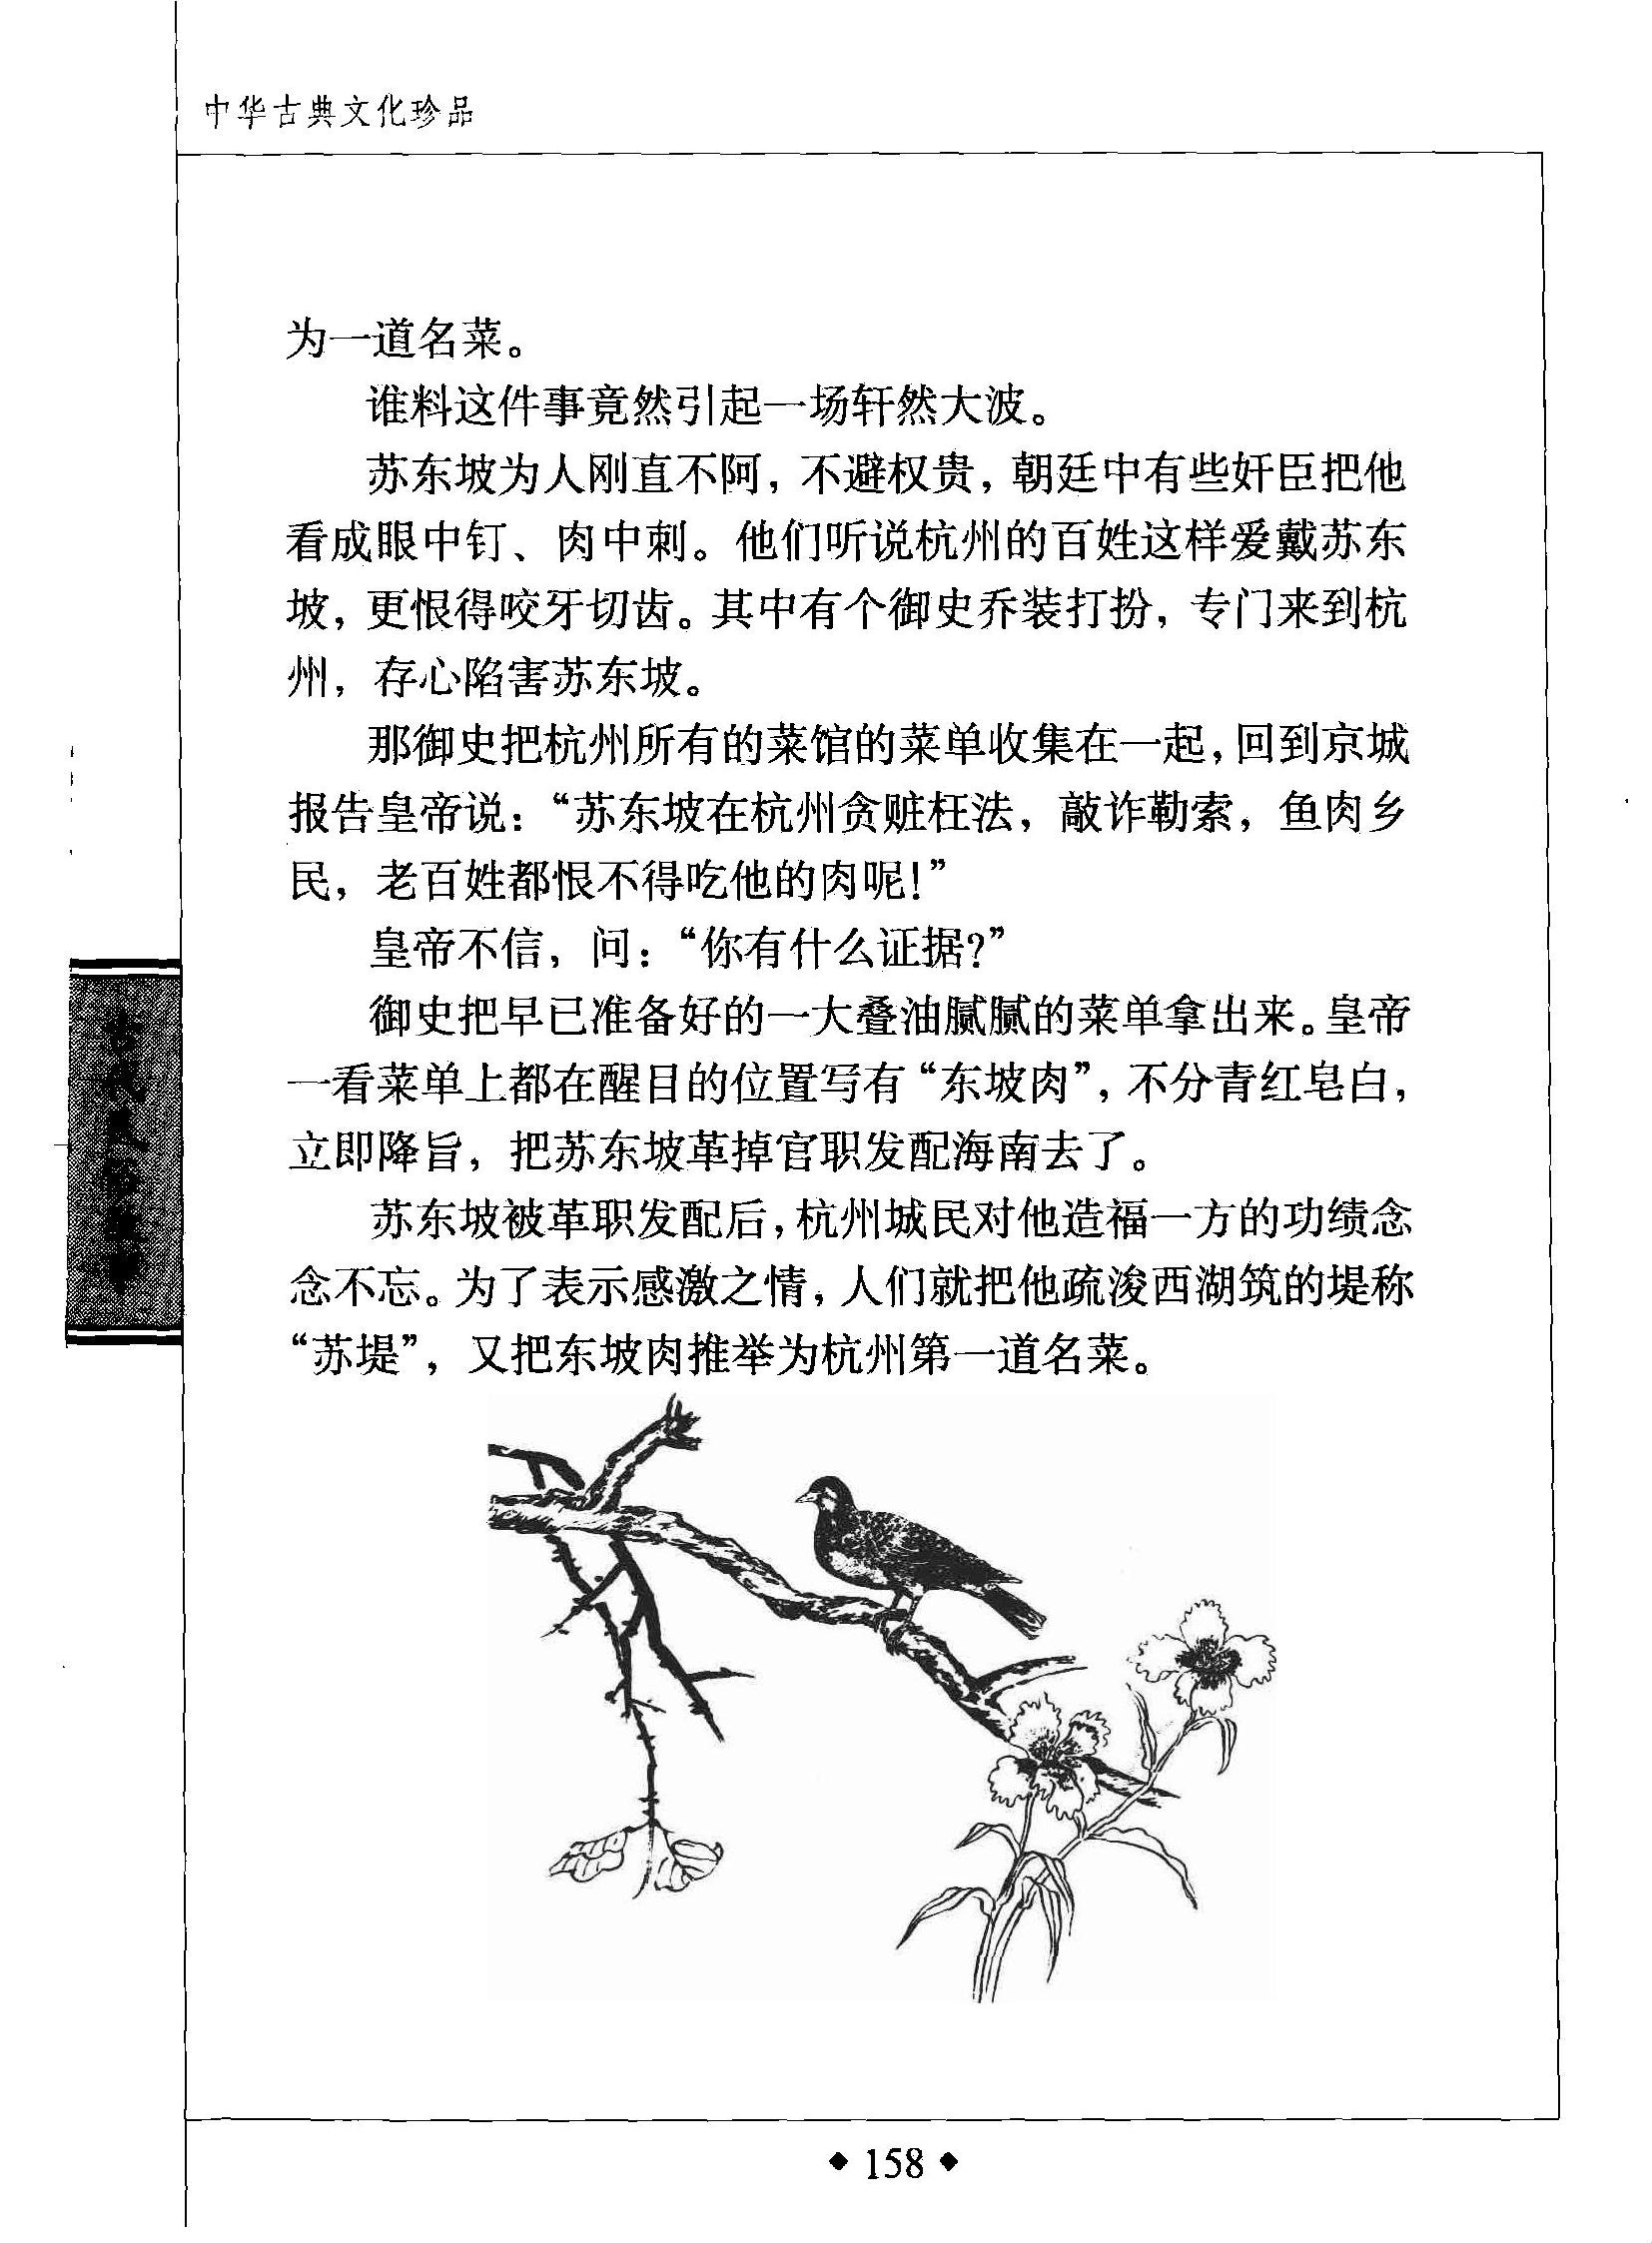 中华古典文化珍品
为一道名菜。
谁料这件事竟然引起一场轩然大波。
苏东坡为人刚直不阿，不避权贵，朝廷中有些奸臣把他
看成眼中钉、肉中刺。他们听说杭州的百姓这样爱戴苏东
坡，更恨得咬牙切齿。其中有个御史乔装打扮，专门来到杭
州，存心陷害苏东坡。
那御史把杭州所有的菜馆的菜单收集在一起，回到京城
报告皇帝说：“苏东坡在杭州贪赃枉法，敲诈勒索，鱼肉乡
民，老百姓都恨不得吃他的肉呢！”
皇帝不信，问：“你有什么证据？”
御史把早已准备好的一大叠油腻腻的菜单拿出来。皇帝
一看菜单上都在醒目的位置写有“东坡肉”，不分青红皂白，
立即降旨，把苏东坡革掉官职发配海南去了。
苏东坡被革职发配后，杭州城民对他造福一方的功绩念
念不忘。为了表示感激之情，人们就把他疏浚西湖筑的堤称
“苏堤”，又把东坡肉推举为杭州第一道名菜。
古代民俗故事
◆ 158 ◆